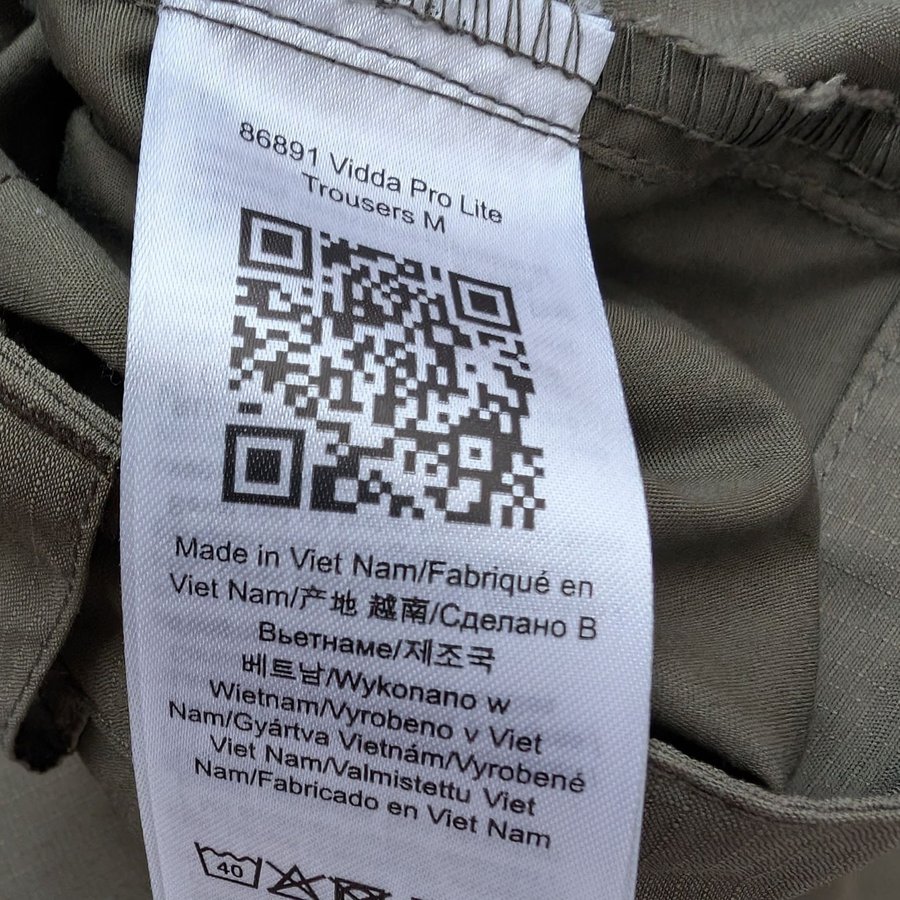 86891 Vidda Pro Lite
Trousers M
Made in Viet Nam/Fabriqué en
Viet Nam/产地 越南/Сделано В
Вьетнаме/제조국
베트남/Wykonano w
Wietnam/Vyrobeno v Viet
Nam/Gyártva Vietnám/Vyrobené
Viet Nam/Valmistettu Viet
Nam/Fabricado en Viet Nam
40